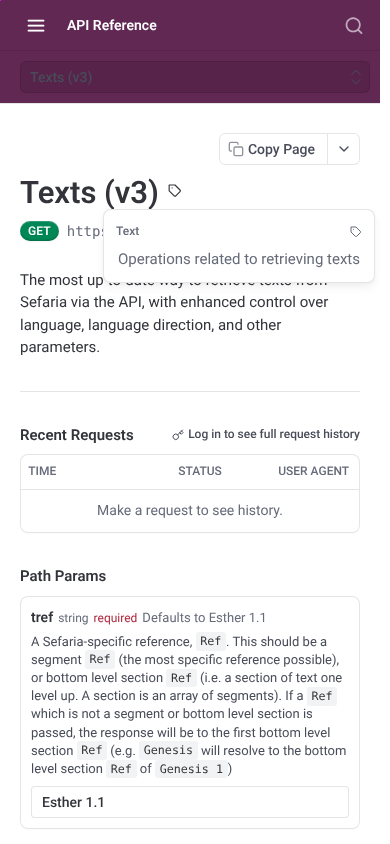 API Reference
Texts (v3)
Copy Page
Texts (v3)
GET https
Text
Operations related to retrieving texts
The most up-to-date way to retrieve texts from
Sefaria via the API, with enhanced control over
language, language direction, and other
parameters.
Recent Requests
Log in to see full request history
TIME STATUS USER AGENT
Make a request to see history.
Path Params
tref string required Defaults to Esther 1.1
A Sefaria-specific reference, Ref . This should be a
segment Ref (the most specific reference possible),
or bottom level section Ref (i.e. a section of text one
level up. A section is an array of segments). If a Ref
which is not a segment or bottom level section is
passed, the response will be to the first bottom level
section Ref (e.g. Genesis will resolve to the bottom
level section Ref of Genesis 1 )
Esther 1.1